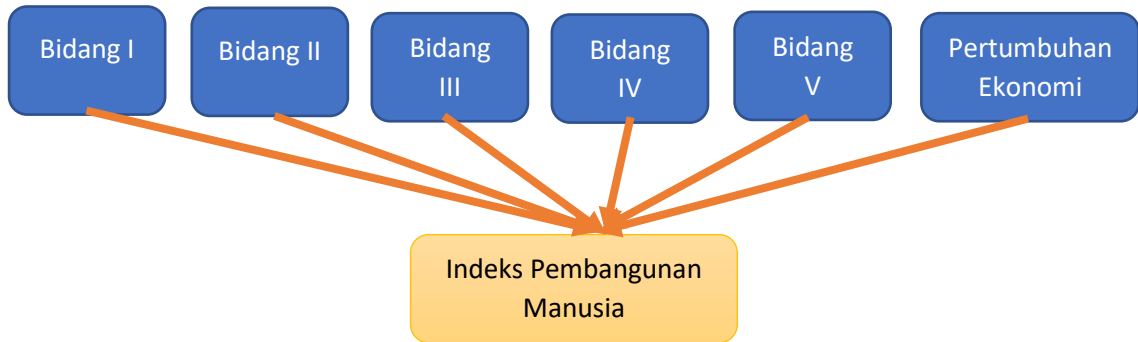 Bidang I
Bidang II
Bidang
III
Bidang
IV
Bidang
V
Pertumbuhan
Ekonomi
Indeks Pembangunan
Manusia